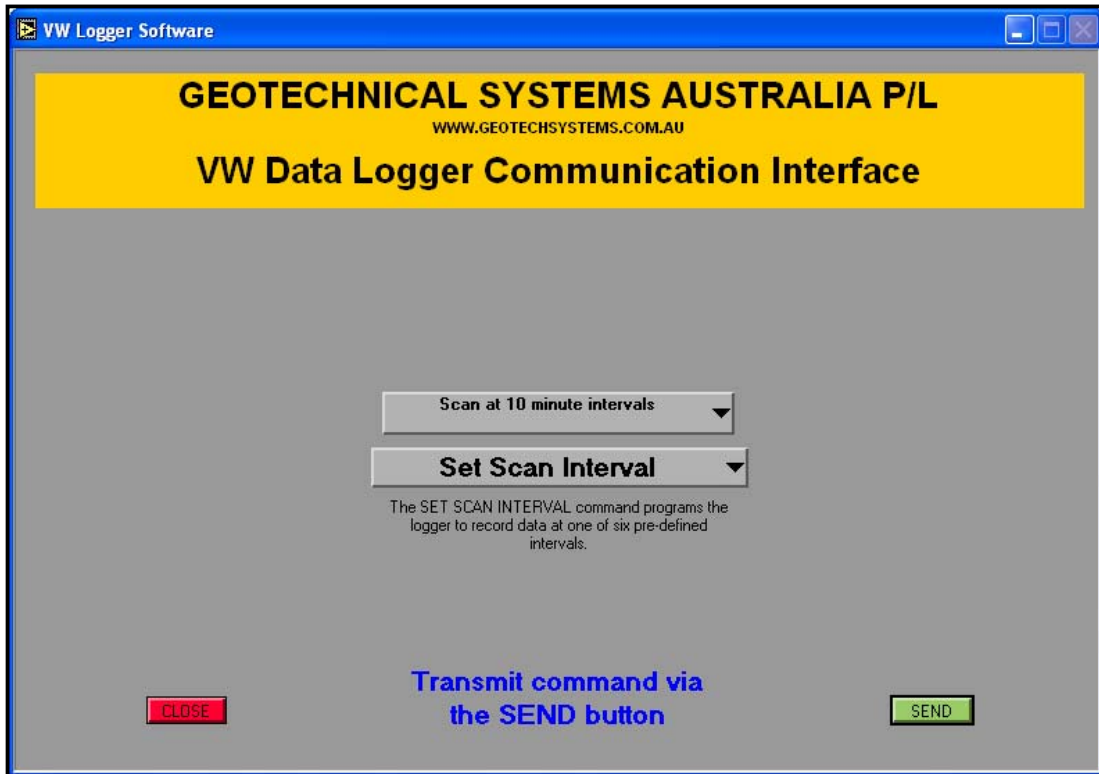 VW Logger Software
GEOTECHNICAL SYSTEMS AUSTRALIA P/L
WWW.GEOTECHSYSTEMS.COM.AU
VW Data Logger Communication Interface
Scan at 10 minute intervals
Set Scan Interval
The SET SCAN INTERVAL command programs the
logger to record data at one of six pre-defined
intervals.
Transmit command via
the SEND button
CLOSE
SEND